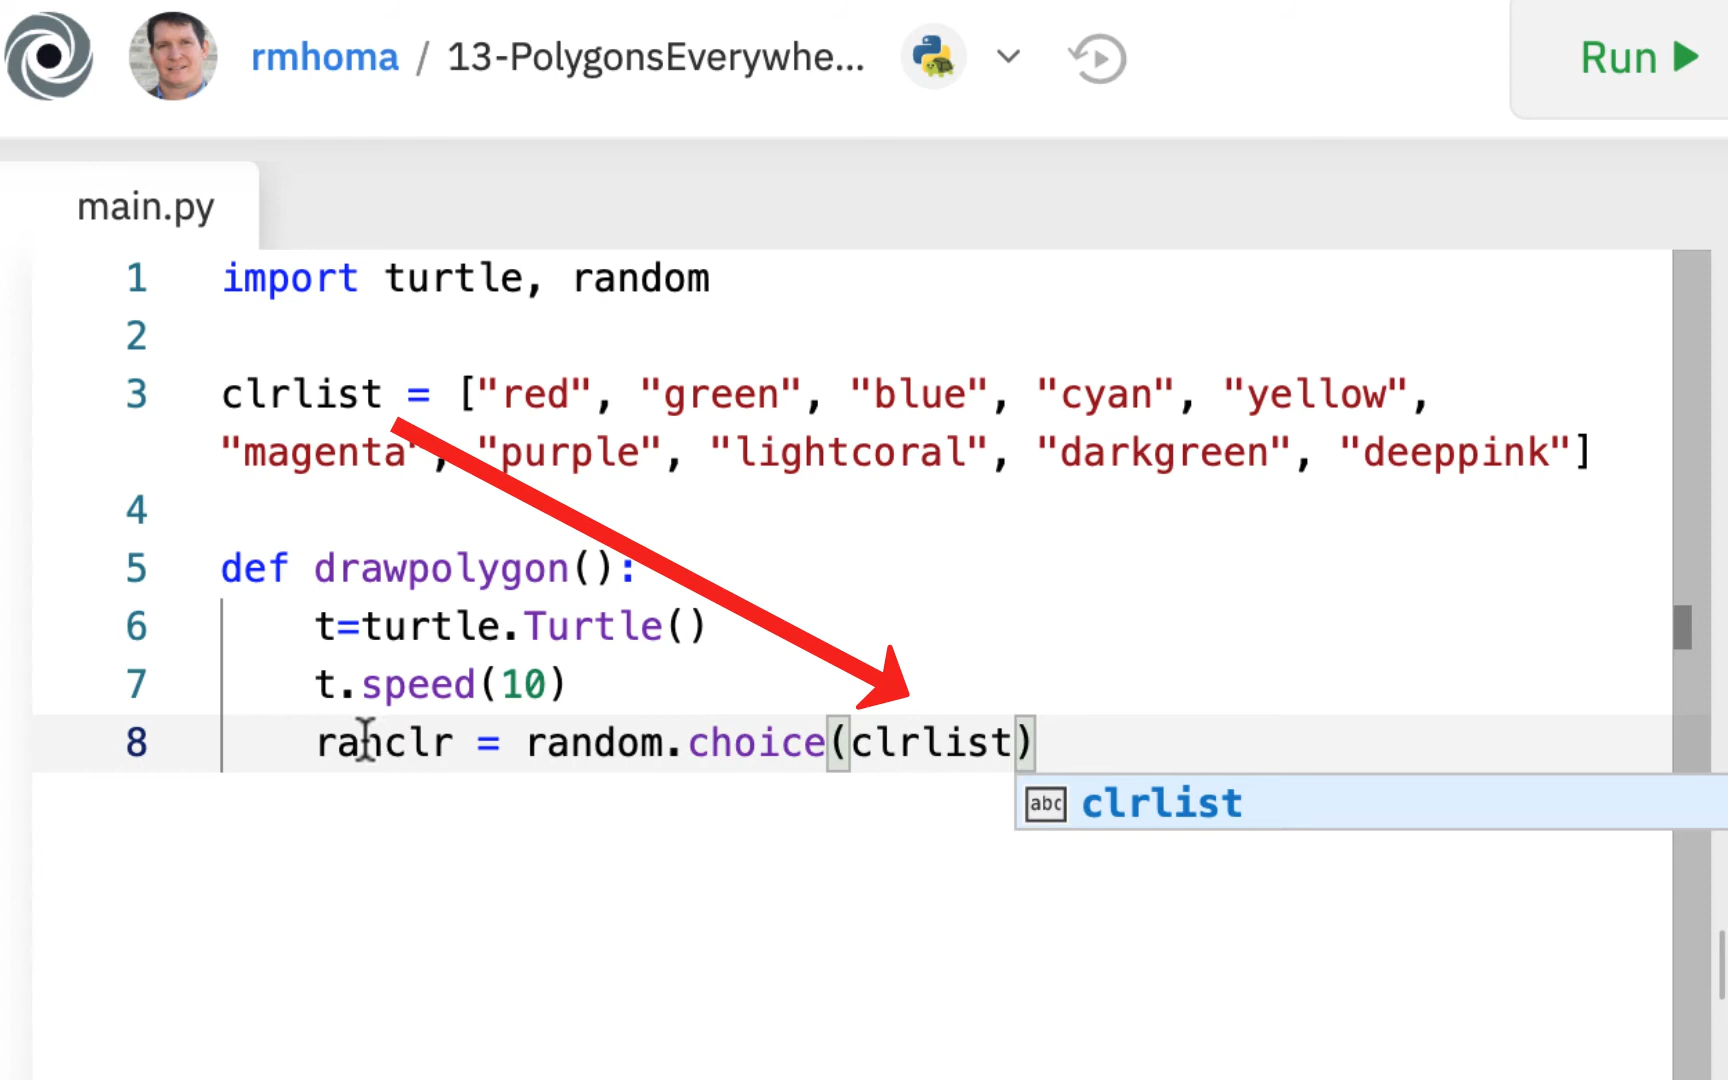 rmhoma / 13-PolygonsEverywhe...
Run
main.py
1 import turtle, random
2
3 clrlist = ["red", "green", "blue", "cyan", "yellow",
"magenta", "purple", "lightcoral", "darkgreen", "deeppink"]
4
5 def drawpolygon():
6 t=turtle.Turtle()
7 t.speed(10)
8 ranclr = random.choice(clrlist)
abc clrlist